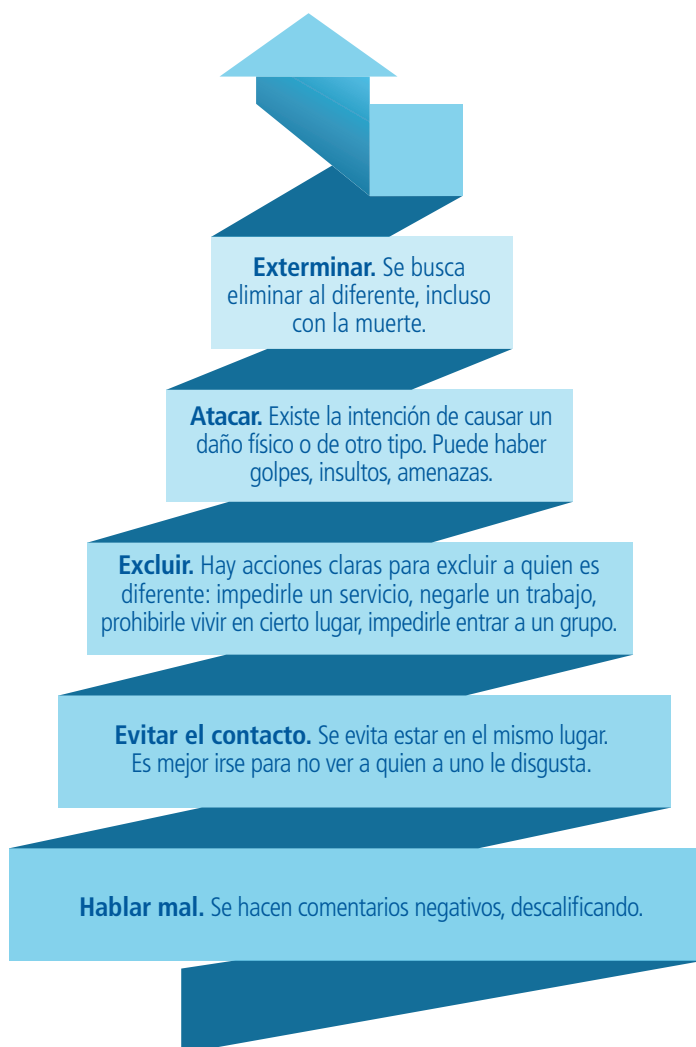 Exterminar. Se busca
eliminar al diferente, incluso
con la muerte.
Atacar. Existe la intención de causar un
daño físico o de otro tipo. Puede haber
golpes, insultos, amenazas.
Excluir. Hay acciones claras para excluir a quien es
diferente: impedirle un servicio, negarle un trabajo,
prohibirle vivir en cierto lugar, impedirle entrar a un grupo.
Evitar el contacto. Se evita estar en el mismo lugar.
Es mejor irse para no ver a quien a uno le disgusta.
Hablar mal. Se hacen comentarios negativos, descalificando.